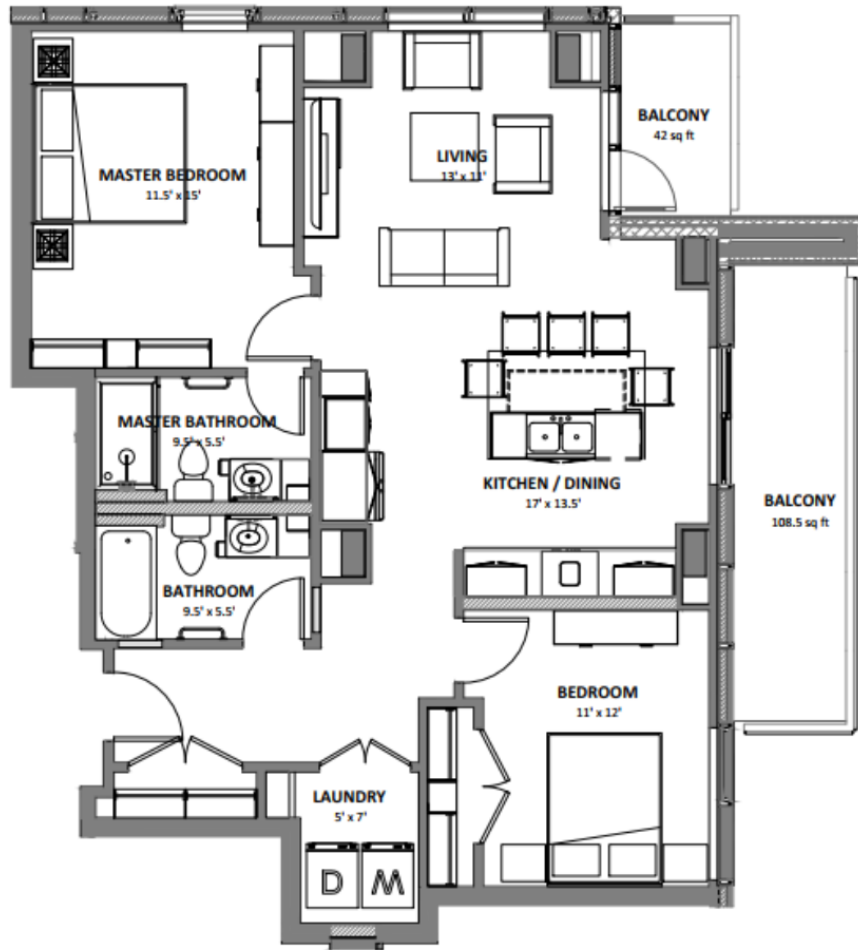 BALCONY
42 sq ft
MASTER BEDROOM
11.5' x 15'
LIVING
13' x 11'
MASTER BATHROOM
9.5' x 5.5'
KITCHEN / DINING
17' x 13.5'
BALCONY
108.5 sq ft
BATHROOM
9.5' x 5.5'
BEDROOM
11' x 12'
LAUNDRY
5' x 7'
D W